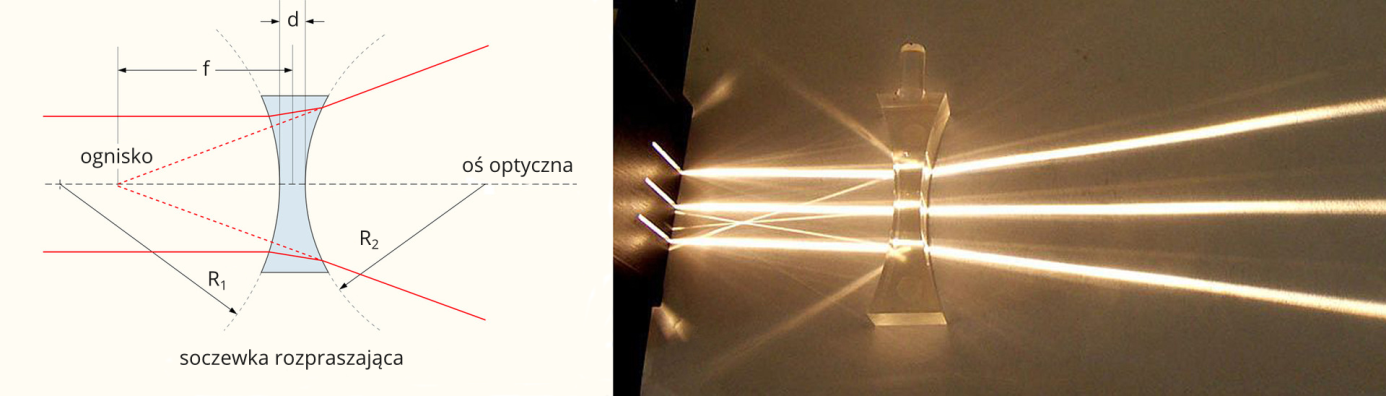 d
f
ognisko
oś optyczna
R₂
R₁
soczewka rozpraszająca